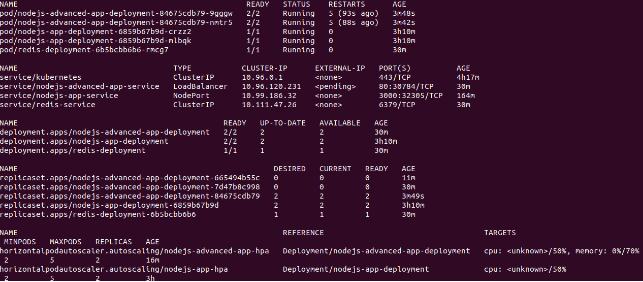 NAME READY STATUS RESTARTS AGE
pod/nodejs-advanced-app-deployment-84675cdb79-9gggw 2/2 Running 5 (93s ago) 3m48s
pod/nodejs-advanced-app-deployment-84675cdb79-nmtr5 2/2 Running 5 (88s ago) 3m42s
pod/nodejs-app-deployment-6859b67b9d-crzz2 1/1 Running 0 3h10m
pod/nodejs-app-deployment-6859b67b9d-mlbqk 1/1 Running 0 3h10m
pod/redis-deployment-6b5bcbb6b6-rmcg7 1/1 Running 0 30m
NAME TYPE CLUSTER-IP EXTERNAL-IP PORT(S) AGE
service/kubernetes ClusterIP 10.96.0.1 <none> 443/TCP 4h17m
service/nodejs-advanced-app-service LoadBalancer 10.96.120.231 <pending> 80:30784/TCP 30m
service/nodejs-app-service NodePort 10.99.186.32 <none> 3000:32305/TCP 164m
service/redis-service ClusterIP 10.111.47.26 <none> 6379/TCP 30m
NAME READY UP-TO-DATE AVAILABLE AGE
deployment.apps/nodejs-advanced-app-deployment 2/2 2 2 30m
deployment.apps/nodejs-app-deployment 2/2 2 2 3h10m
deployment.apps/redis-deployment 1/1 1 1 30m
NAME DESIRED CURRENT READY AGE
replicaset.apps/nodejs-advanced-app-deployment-665494b55c 0 0 0 11m
replicaset.apps/nodejs-advanced-app-deployment-7d47b8c998 0 0 0 30m
replicaset.apps/nodejs-advanced-app-deployment-84675cdb79 2 2 2 3m49s
replicaset.apps/nodejs-app-deployment-6859b67b9d 2 2 2 3h10m
replicaset.apps/redis-deployment-6b5bcbb6b6 1 1 1 30m
NAME REFERENCE TARGETS
MINPODS MAXPODS REPLICAS AGE
horizontalpodautoscaler.autoscaling/nodejs-advanced-app-hpa Deployment/nodejs-advanced-app-deployment cpu: <unknown>/50%, memory: 0%/70%
2 5 2 16m
horizontalpodautoscaler.autoscaling/nodejs-app-hpa Deployment/nodejs-app-deployment cpu: <unknown>/50%
2 5 2 3h